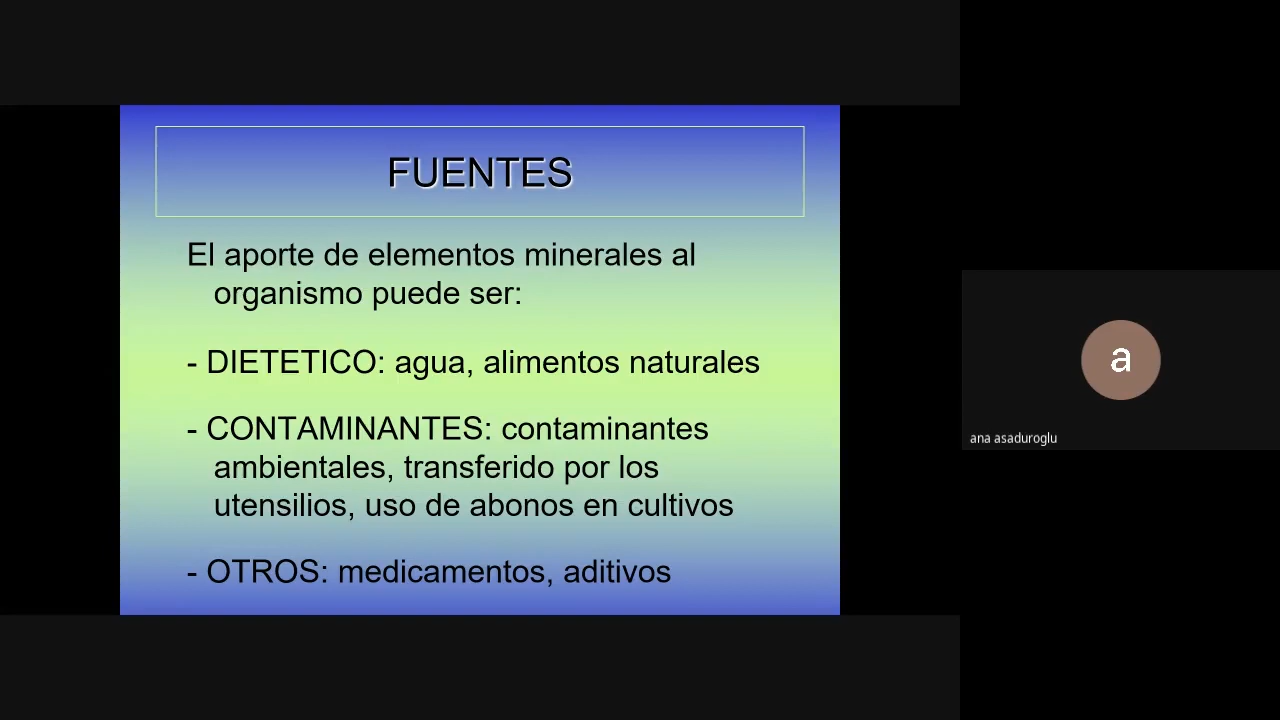 FUENTES
El aporte de elementos minerales al
organismo puede ser:
- DIETETICO: agua, alimentos naturales
- CONTAMINANTES: contaminantes
ambientales, transferido por los
utensilios, uso de abonos en cultivos
- OTROS: medicamentos, aditivos
a
ana asaduroglu